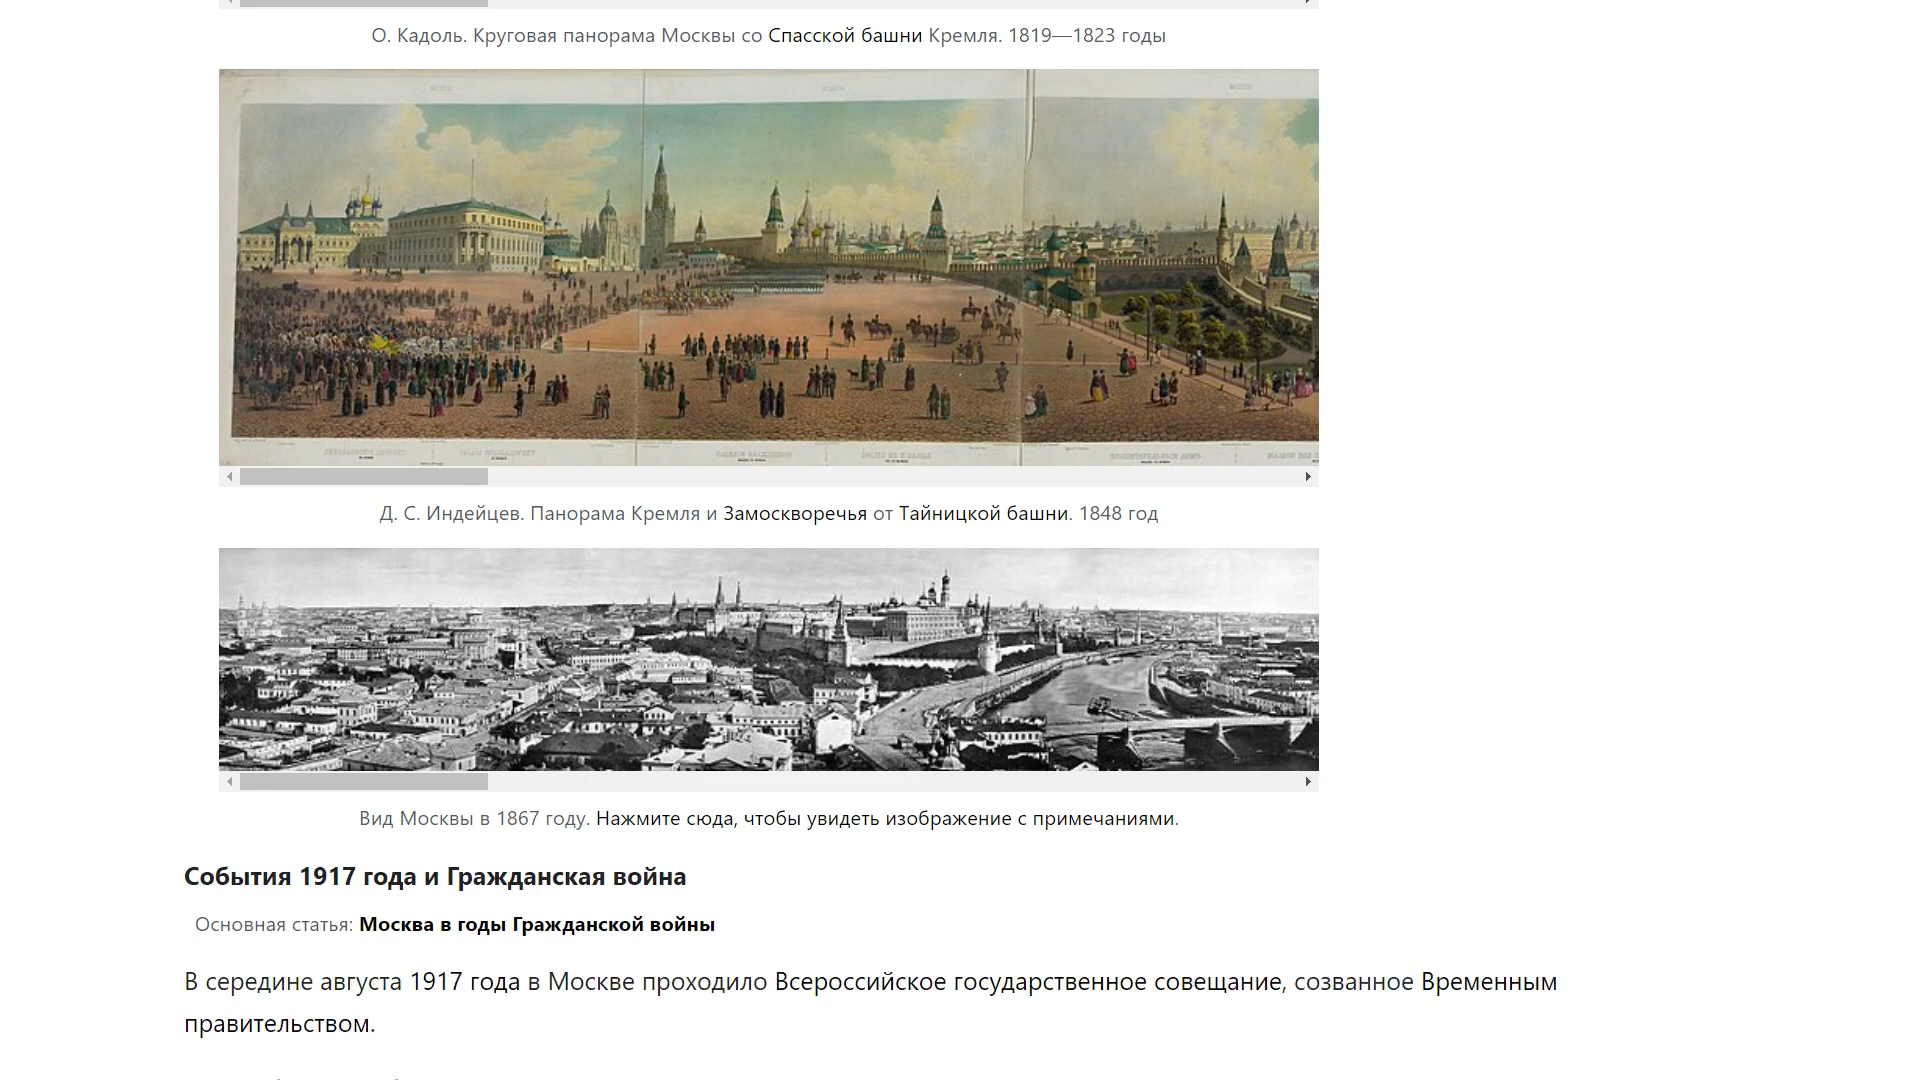 О. Кадоль. Круговая панорама Москвы со Спасской башни Кремля. 1819—1823 годы
Д. С. Индейцев. Панорама Кремля и Замоскворечья от Тайницкой башни. 1848 год
Вид Москвы в 1867 году. Нажмите сюда, чтобы увидеть изображение с примечаниями.
События 1917 года и Гражданская война
Основная статья: Москва в годы Гражданской войны
В середине августа 1917 года в Москве проходило Всероссийское государственное совещание, созванное Временным
правительством.